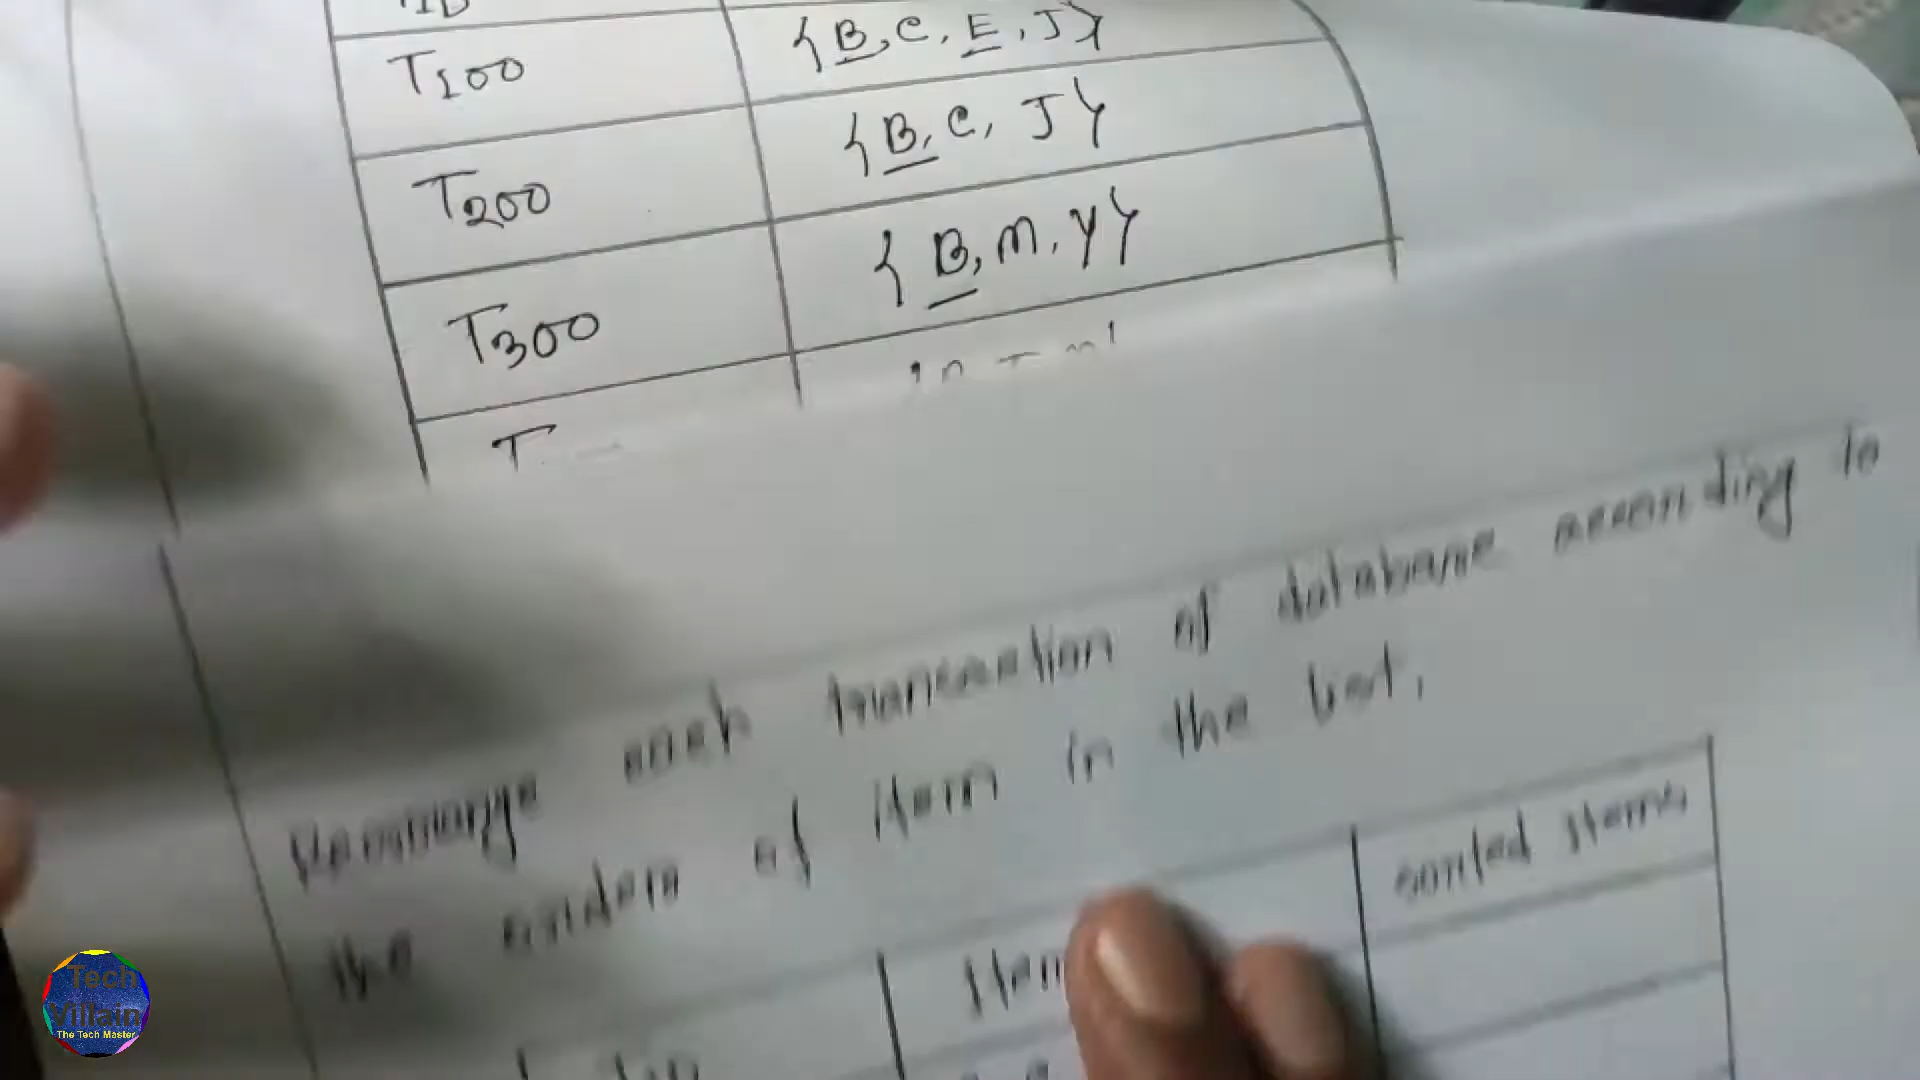 T100 {B, C, E, J}
T200 {B, C, J}
T300 {B, m, y}
T
Rearrange each transaction of database according to
the orders of item in the list.
sorted items
Tech
Villain
The Tech Master